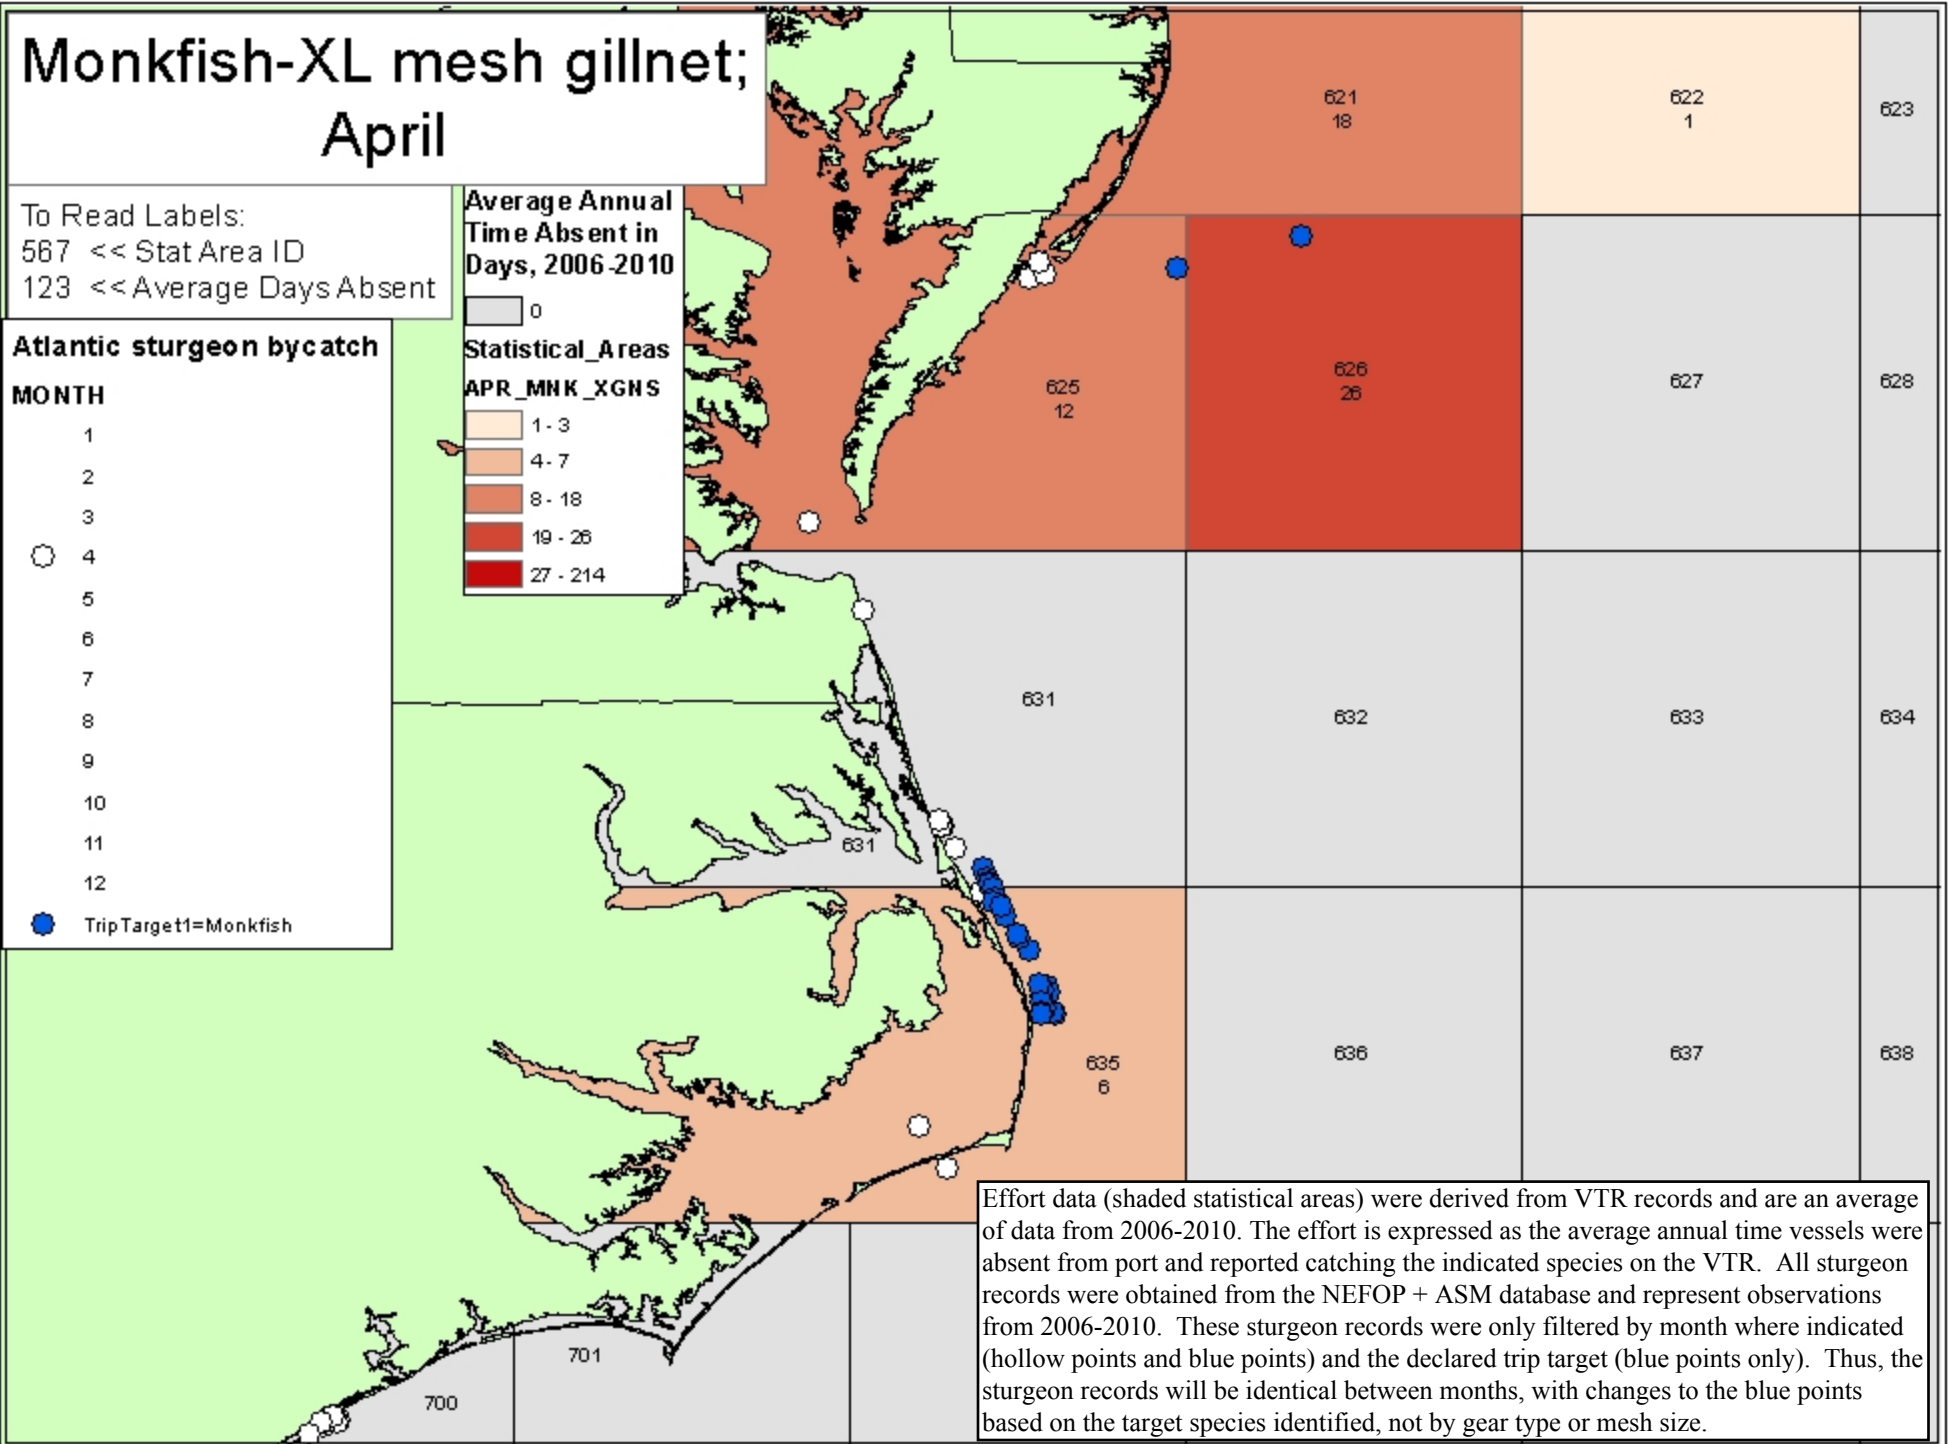 Monkfish-XL mesh gillnet;
April
To Read Labels:
567 << Stat Area ID
123 << Average Days Absent
Average Annual
Time Absent in
Days, 2006-2010
0
Statistical_Areas
APR_MNK_XGNS
1 - 3
4 - 7
8 - 18
19 - 26
27 - 214
Atlantic sturgeon bycatch
MONTH
1
2
3
4
5
6
7
8
9
10
11
12
TripTarget1=Monkfish
621
18
622
1
623
625
12
626
26
627
628
631
632
633
634
631
635
6
636
637
638
701
700
Effort data (shaded statistical areas) were derived from VTR records and are an average
of data from 2006-2010. The effort is expressed as the average annual time vessels were
absent from port and reported catching the indicated species on the VTR.  All sturgeon
records were obtained from the NEFOP + ASM database and represent observations
from 2006-2010.  These sturgeon records were only filtered by month where indicated
(hollow points and blue points) and the declared trip target (blue points only).  Thus, the
sturgeon records will be identical between months, with changes to the blue points
based on the target species identified, not by gear type or mesh size.